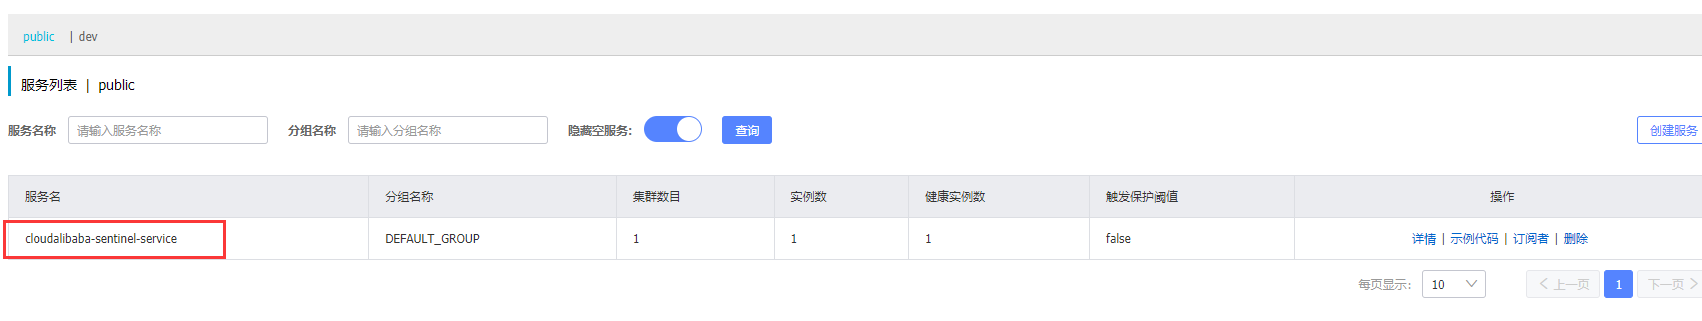 public | dev
服务列表 | public
服务名称 请输入服务名称 分组名称 请输入分组名称 隐藏空服务: 查询 创建服务
服务名 分组名称 集群数目 实例数 健康实例数 触发保护阈值 操作
cloudalibaba-sentinel-service DEFAULT_GROUP 1 1 1 false 详情 | 示例代码 | 订阅者 | 删除
每页显示: 10 上一页 1 下一页